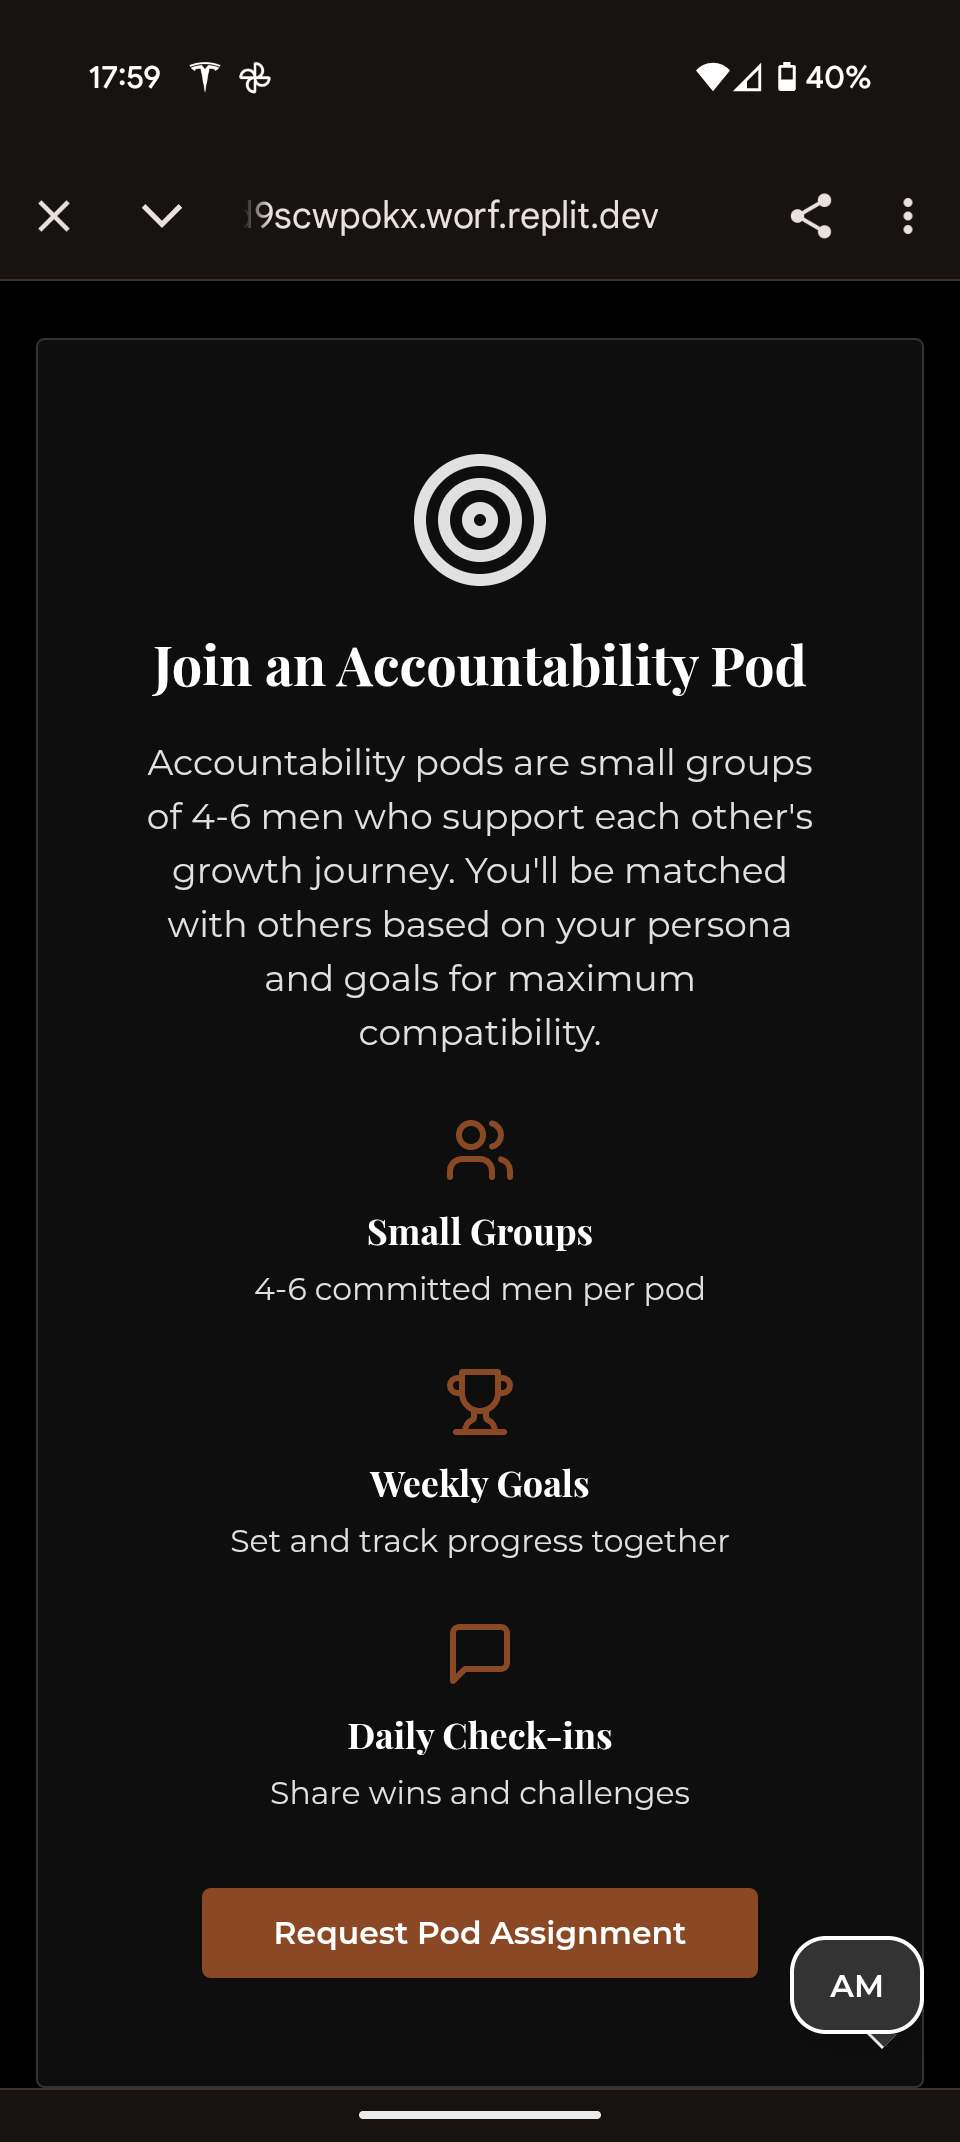 17:59
40%
9scwpokx.worf.replit.dev
Join an Accountability Pod
Accountability pods are small groups
of 4-6 men who support each other's
growth journey. You'll be matched
with others based on your persona
and goals for maximum
compatibility.
Small Groups
4-6 committed men per pod
Weekly Goals
Set and track progress together
Daily Check-ins
Share wins and challenges
Request Pod Assignment
AM